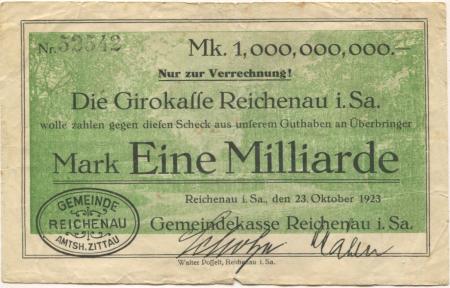 Nr. 52542
Mk. 1,000,000,000.—
Nur zur Verrechnung!
Die Girokaſſe Reichenau i. Sa.
wolle zahlen gegen dieſen Scheck aus unſerem Guthaben an Überbringer
Mark Eine Milliarde
Reichenau i. Sa., den 23. Oktober 1923
GEMEINDE
REICHENAU
AMTSH. ZITTAU
Gemeindekasse Reichenau i. Sa.
Walter Poſſelt, Reichenau i. Sa.